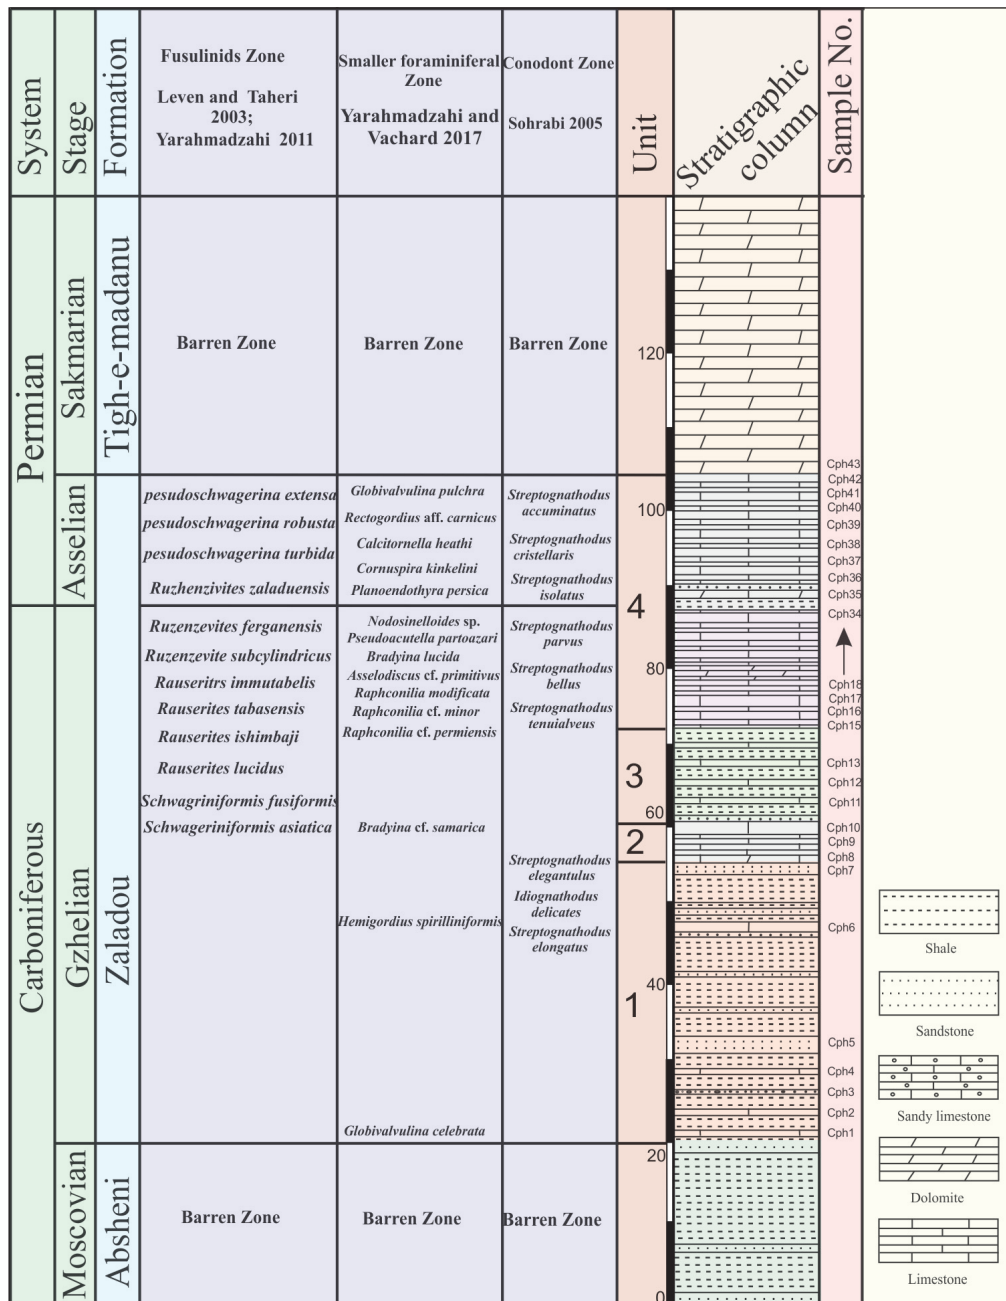 System
Stage
Formation
Fusulinids Zone
Leven and Taheri
2003;
Yarahmadzahi 2011
Smaller foraminiferal
Zone
Yarahmadzahi and
Vachard 2017
Conodont Zone
Sohrabi 2005
Unit
Stratigraphic
column
Sample No.
Permian
Sakmarian
Tigh-e-madanu
Barren Zone
Barren Zone
Barren Zone
120
Asselian
pesudoschwagerina extensa
pesudoschwagerina robusta
pesudoschwagerina turbida
Ruzhenzivites zaladuensis
Globivalvulina pulchra
Rectogordius aff. carnicus
Calcitornella heathi
Cornuspira kinkelini
Planoendothyra persica
Streptognathodus
accuminatus
Streptognathodus
cristellaris
Streptognathodus
isolatus
100
Cph43
Cph42
Cph41
Cph40
Cph39
Cph38
Cph37
Cph36
Cph35
Cph34
Carboniferous
Gzhelian
Zaladou
Ruzenzevites ferganensis
Ruzenzevite subcylindricus
Rauseritrs immutabelis
Rauserites tabasensis
Rauserites ishimbaji
Rauserites lucidus
Schwagriniformis fusiformis
Schwageriniformis asiatica
Nodosinelloides sp.
Pseudoacutella partoazari
Bradyina lucida
Asselodiscus cf. primitivus
Raphconilia modificata
Raphconilia cf. minor
Raphconilia cf. permiensis
Bradyina cf. samarica
Hemigordius spirilliniformis
Globivalvulina celebrata
Streptognathodus
parvus
Streptognathodus
bellus
Streptognathodus
tenuialveus
Streptognathodus
elegantulus
Idiognathodus
delicates
Streptognathodus
elongatus
4
80
3
60
2
1
40
20
Cph18
Cph17
Cph16
Cph15
Cph13
Cph12
Cph11
Cph10
Cph9
Cph8
Cph7
Cph6
Cph5
Cph4
Cph3
Cph2
Cph1
Moscovian
Absheni
Barren Zone
Barren Zone
Barren Zone
0
Shale
Sandstone
Sandy limestone
Dolomite
Limestone